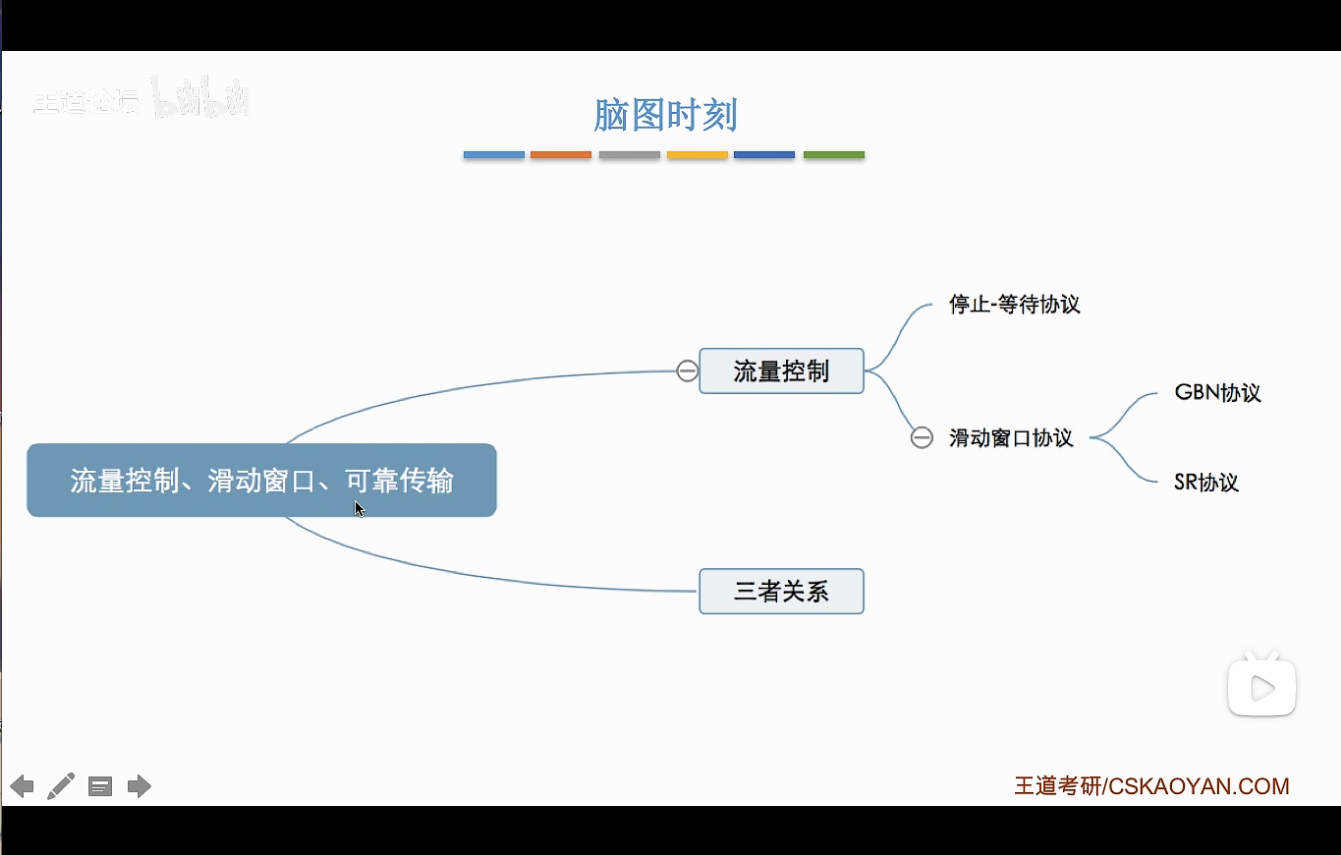 王道论坛 bilibili
脑图时刻
停止-等待协议
流量控制
GBN协议
滑动窗口协议
流量控制、滑动窗口、可靠传输
SR协议
三者关系
王道考研/CSKAOYAN.COM